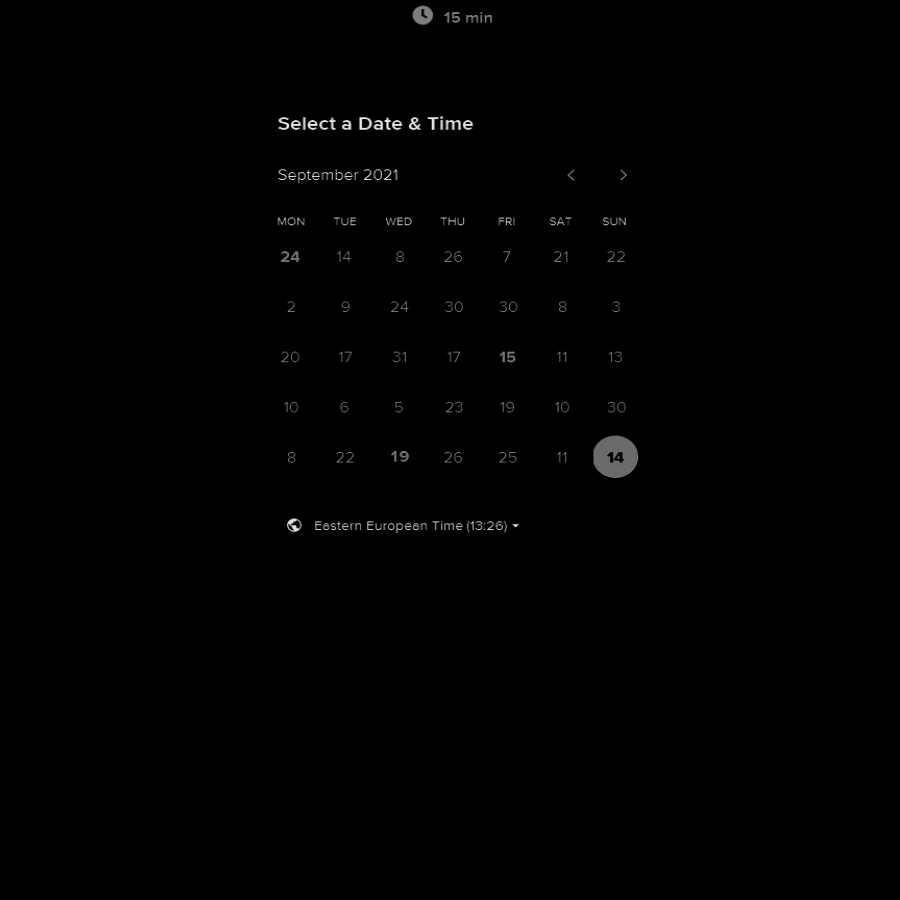 15 min
Select a Date & Time
September 2021
MON TUE WED THU FRI SAT SUN
24 14 8 26 7 21 22
2 9 24 30 30 8 3
20 17 31 17 15 11 13
10 6 5 23 19 10 30
8 22 19 26 25 11 14
Eastern European Time (13:26)